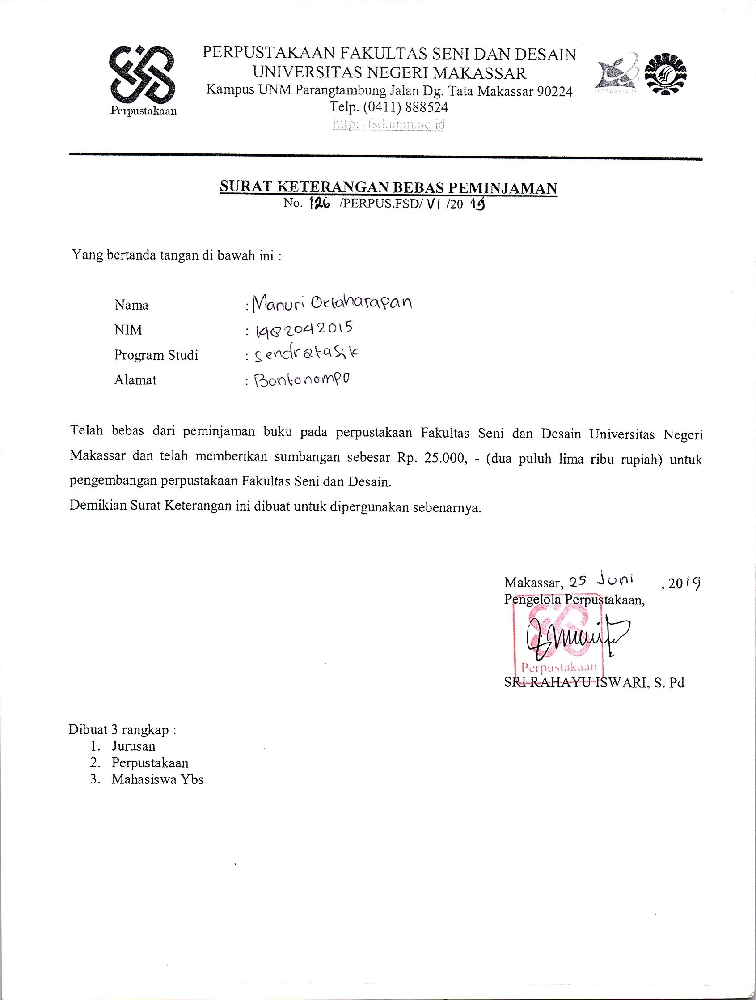 PERPUSTAKAAN FAKULTAS SENI DAN DESAIN
UNIVERSITAS NEGERI MAKASSAR
Kampus UNM Parangtambung Jalan Dg. Tata Makassar 90224
Telp. (0411) 888524
http://fsd.unm.ac.id
Perpustakaan
RISTEKDIKTI
SURAT KETERANGAN BEBAS PEMINJAMAN
No. 126 /PERPUS.FSD/ VI /20 19
Yang bertanda tangan di bawah ini :
Nama : Manuri Oktaharapan
NIM : 1982042015
Program Studi : Sendratasik
Alamat : Bontonompo
Telah bebas dari peminjaman buku pada perpustakaan Fakultas Seni dan Desain Universitas Negeri
Makassar dan telah memberikan sumbangan sebesar Rp. 25.000, - (dua puluh lima ribu rupiah) untuk
pengembangan perpustakaan Fakultas Seni dan Desain.
Demikian Surat Keterangan ini dibuat untuk dipergunakan sebenarnya.
Makassar, 25 Juni , 2019
Pengelola Perpustakaan,
Perpustakaan
SRI RAHAYU ISWARI, S. Pd
Dibuat 3 rangkap :
1. Jurusan
2. Perpustakaan
3. Mahasiswa Ybs